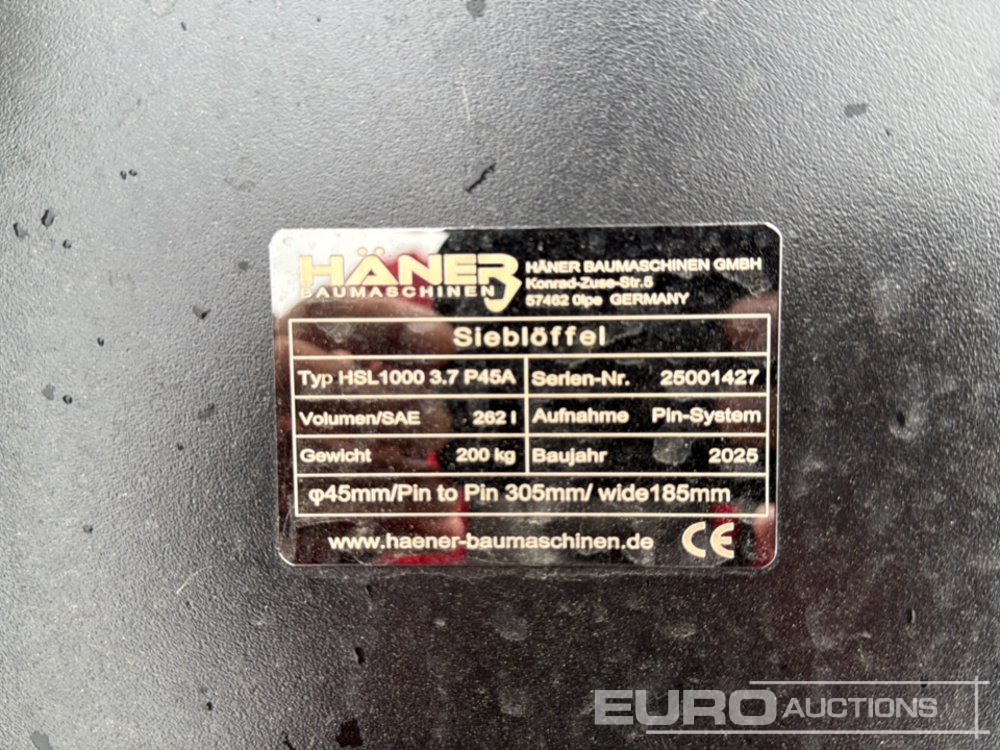 HÄNER
BAUMASCHINEN
HÄNER BAUMASCHINEN GMBH
Konrad-Zuse-Str.5
57462 Olpe GERMANY
Sieblöffel
Typ HSL1000 3.7 P45A Serien-Nr. 25001427
Volumen/SAE 262 l Aufnahme Pin-System
Gewicht 200 kg Baujahr 2025
φ45mm/Pin to Pin 305mm/ wide185mm
www.haener-baumaschinen.de CE
EURO AUCTIONS